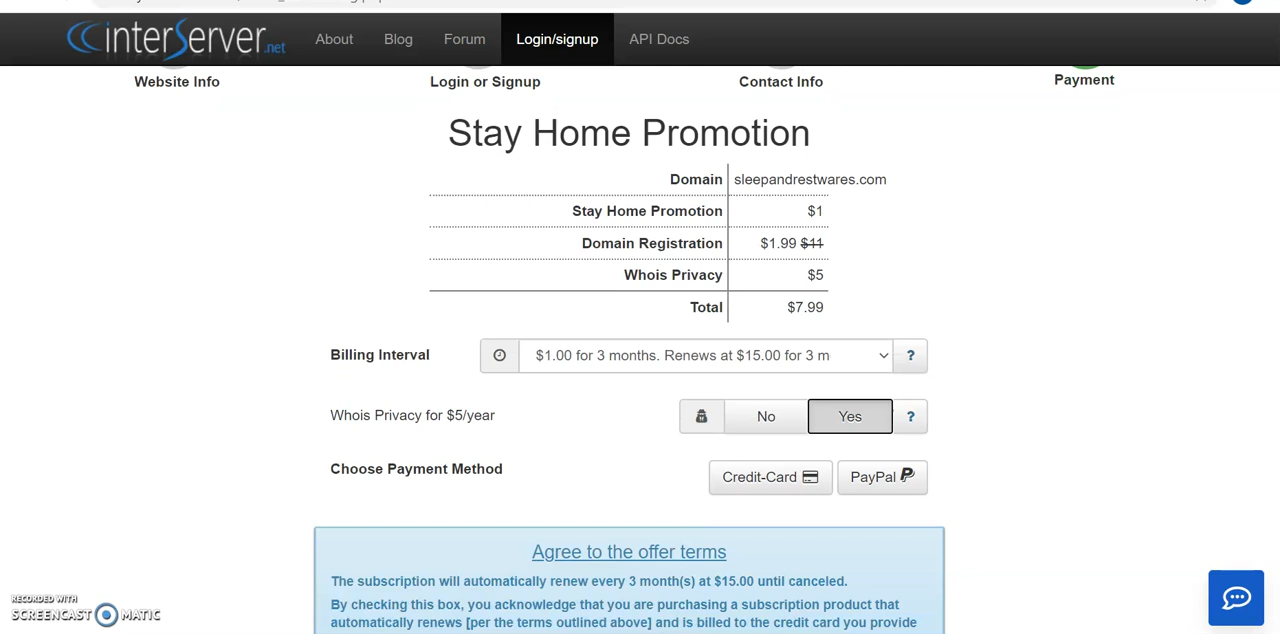 interServer.net About Blog Forum Login/signup API Docs
Website Info Login or Signup Contact Info Payment
Stay Home Promotion
Domain sleepandrestwares.com
Stay Home Promotion $1
Domain Registration $1.99 $11
Whois Privacy $5
Total $7.99
Billing Interval $1.00 for 3 months. Renews at $15.00 for 3 m ?
Whois Privacy for $5/year No Yes ?
Choose Payment Method Credit-Card PayPal
Agree to the offer terms
The subscription will automatically renew every 3 month(s) at $15.00 until canceled.
By checking this box, you acknowledge that you are purchasing a subscription product that
automatically renews [per the terms outlined above] and is billed to the credit card you provide
RECORDED WITH
SCREENCAST MATIC